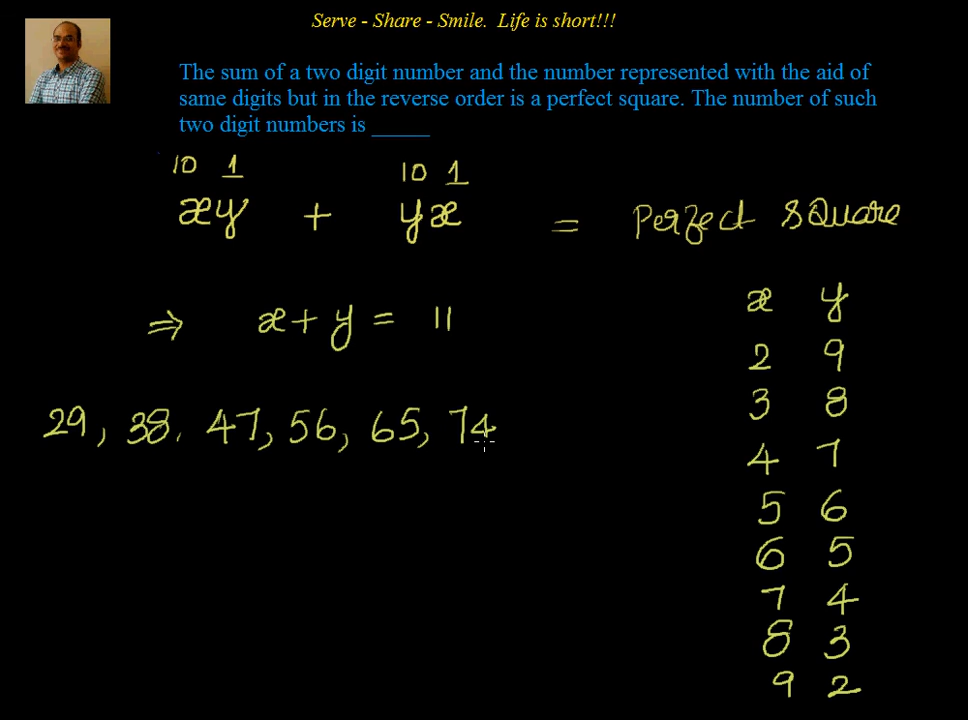 Serve - Share - Smile. Life is short!!!
The sum of a two digit number and the number represented with the aid of
same digits but in the reverse order is a perfect square. The number of such
two digit numbers is _____
10 1 10 1
xy + yx = Perfect Square
⇒ x + y = 11
x y
2 9
3 8
29, 38, 47, 56, 65, 74
4 7
5 6
6 5
7 4
8 3
9 2